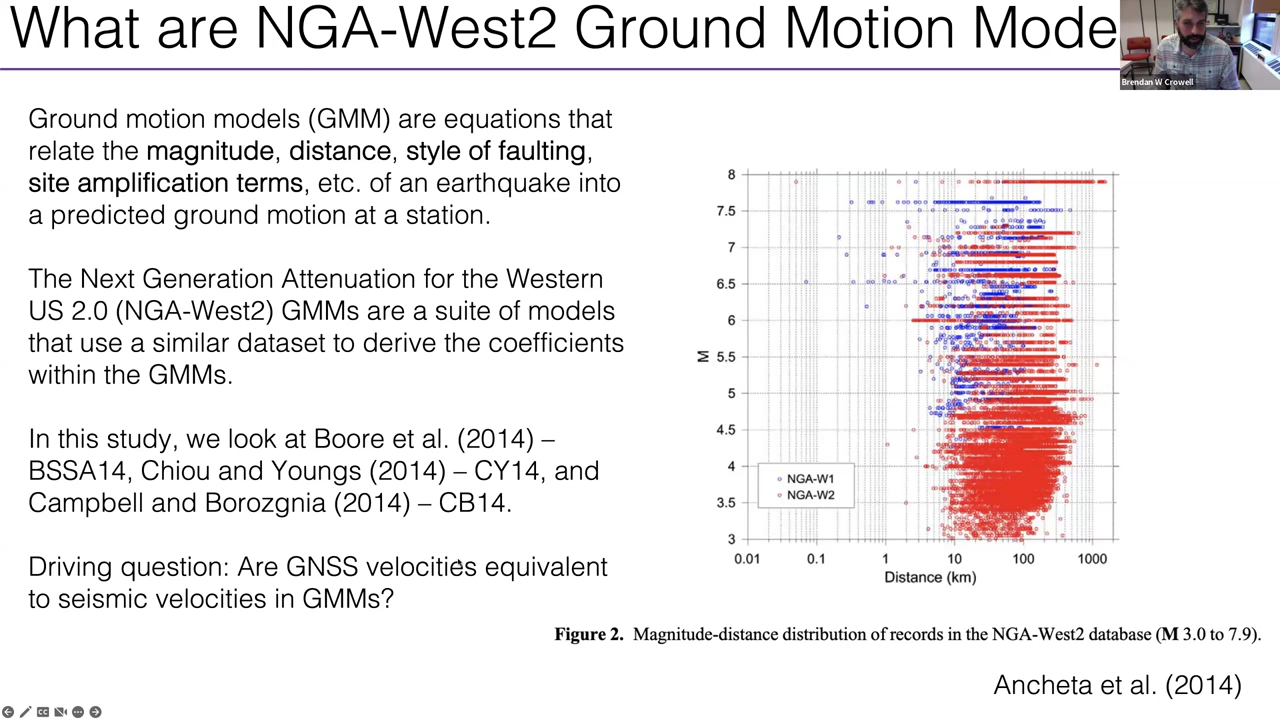 What are NGA-West2 Ground Motion Mode
Brendan W Crowell
Ground motion models (GMM) are equations that
relate the magnitude, distance, style of faulting,
site amplification terms, etc. of an earthquake into
a predicted ground motion at a station.
The Next Generation Attenuation for the Western
US 2.0 (NGA-West2) GMMs are a suite of models
that use a similar dataset to derive the coefficients
within the GMMs.
In this study, we look at Boore et al. (2014) –
BSSA14, Chiou and Youngs (2014) – CY14, and
Campbell and Borozgnia (2014) – CB14.
Driving question: Are GNSS velocities equivalent
to seismic velocities in GMMs?
8
7.5
7
6.5
6
5.5
5
4.5
4
3.5
3
M
NGA-W1
NGA-W2
0.01 0.1 1 10 100 1000
Distance (km)
Figure 2. Magnitude-distance distribution of records in the NGA-West2 database (M 3.0 to 7.9).
Ancheta et al. (2014)
CC